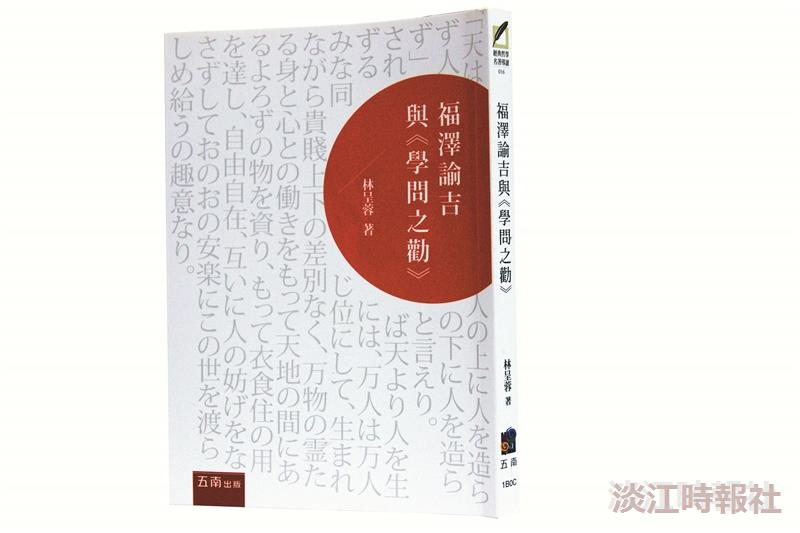 「天は人の上に人を造ら
ず人の下に人を造ら
ず」と言えり。
されば天より人を生
ずるには、万人は万人
みな同じ位にして、生まれ
ながら貴賤上下の差別なく、万物の霊た
る身と心との働きをもって天地の間にあ
るよろずの物を資り、もって衣食住の用
を達し、自由自在、互いに人の妨げをな
さずしておのおの安楽にこの世を渡ら
しめ給うの趣意なり。
福澤諭吉
與《學問之勸》
林呈蓉 著
五南出版
經典哲學
名著導讀
016
福澤諭吉與《學問之勸》
林呈蓉 著
五南
1B0C
淡江時報社